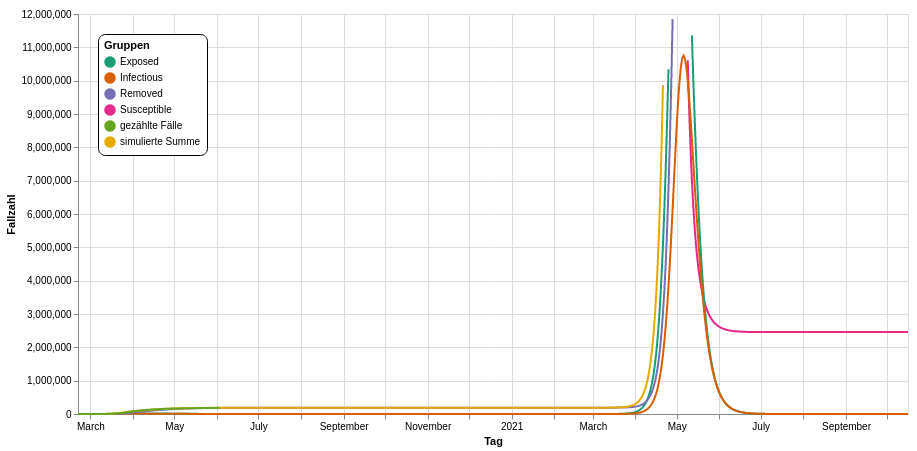 12,000,000
11,000,000
10,000,000
9,000,000
8,000,000
7,000,000
6,000,000
5,000,000
4,000,000
3,000,000
2,000,000
1,000,000
0
Fallzahl
Gruppen
Exposed
Infectious
Removed
Susceptible
gezählte Fälle
simulierte Summe
March May July September November 2021 March May July September
Tag